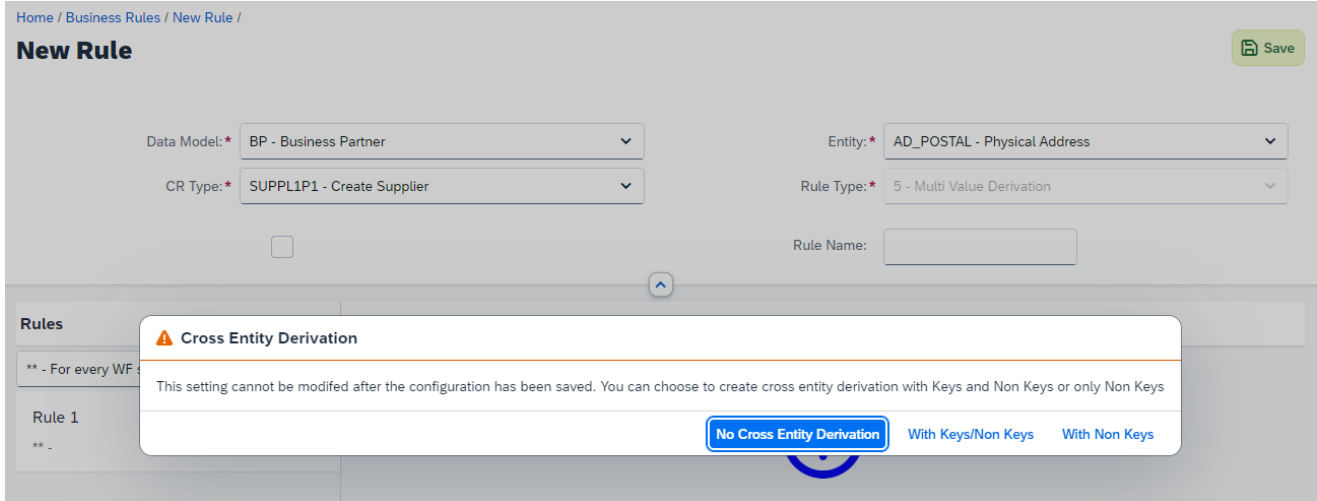 Home / Business Rules / New Rule /
New Rule
Save
Data Model:* BP - Business Partner
Entity:* AD_POSTAL - Physical Address
CR Type:* SUPPL1P1 - Create Supplier
Rule Type:* 5 - Multi Value Derivation
Rule Name:
Rules
Cross Entity Derivation
** - For every WF s
This setting cannot be modifed after the configuration has been saved. You can choose to create cross entity derivation with Keys and Non Keys or only Non Keys
Rule 1
No Cross Entity Derivation With Keys/Non Keys With Non Keys
** -